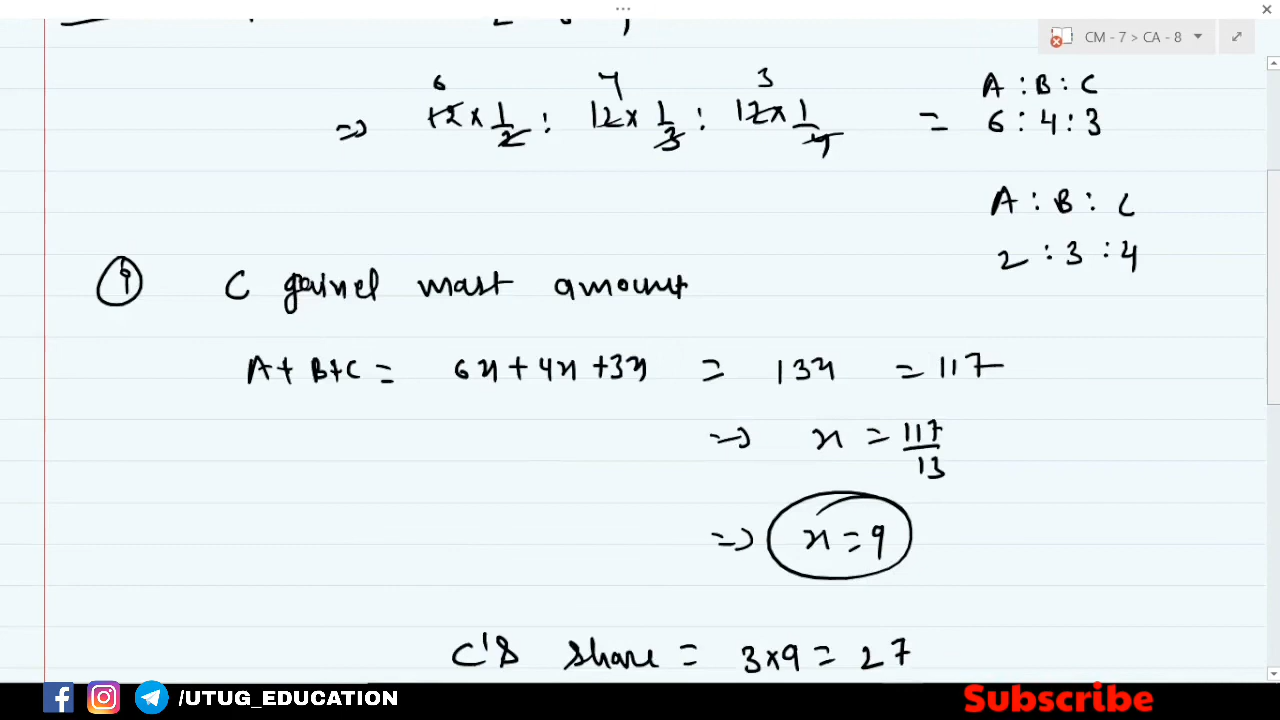 CM - 7 > CA - 8
6 4 3
=> 12 x 1/2 : 12 x 1/3 : 12 x 1/4 = 6 : 4 : 3
A : B : C
A : B : C
2 : 3 : 4
9 C gained most amount
A + B + C = 6x + 4x + 3x = 13x = 117
=> x = 117/13
=> x = 9
C's share = 3x9 = 27
/UTUG_EDUCATION
Subscribe